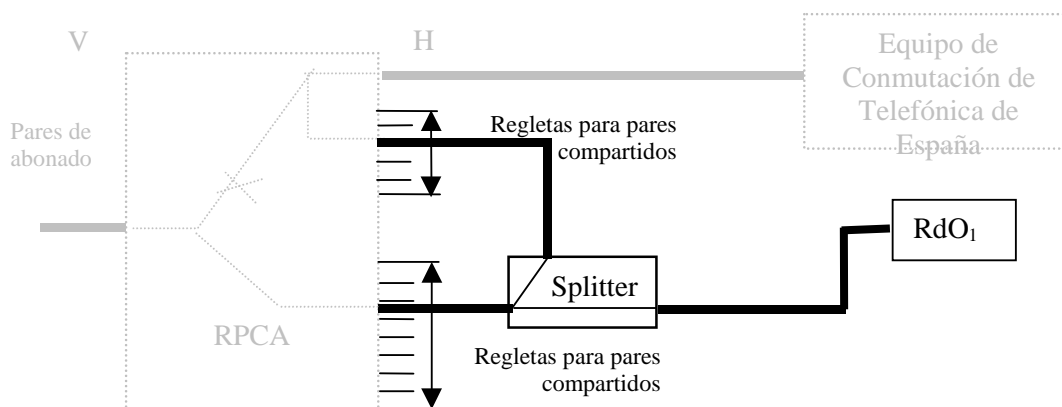 V
H
Equipo de
Conmutación de
Telefónica de
España
Pares de
abonado
Regletas para pares
compartidos
RdO₁
Splitter
RPCA
Regletas para pares
compartidos